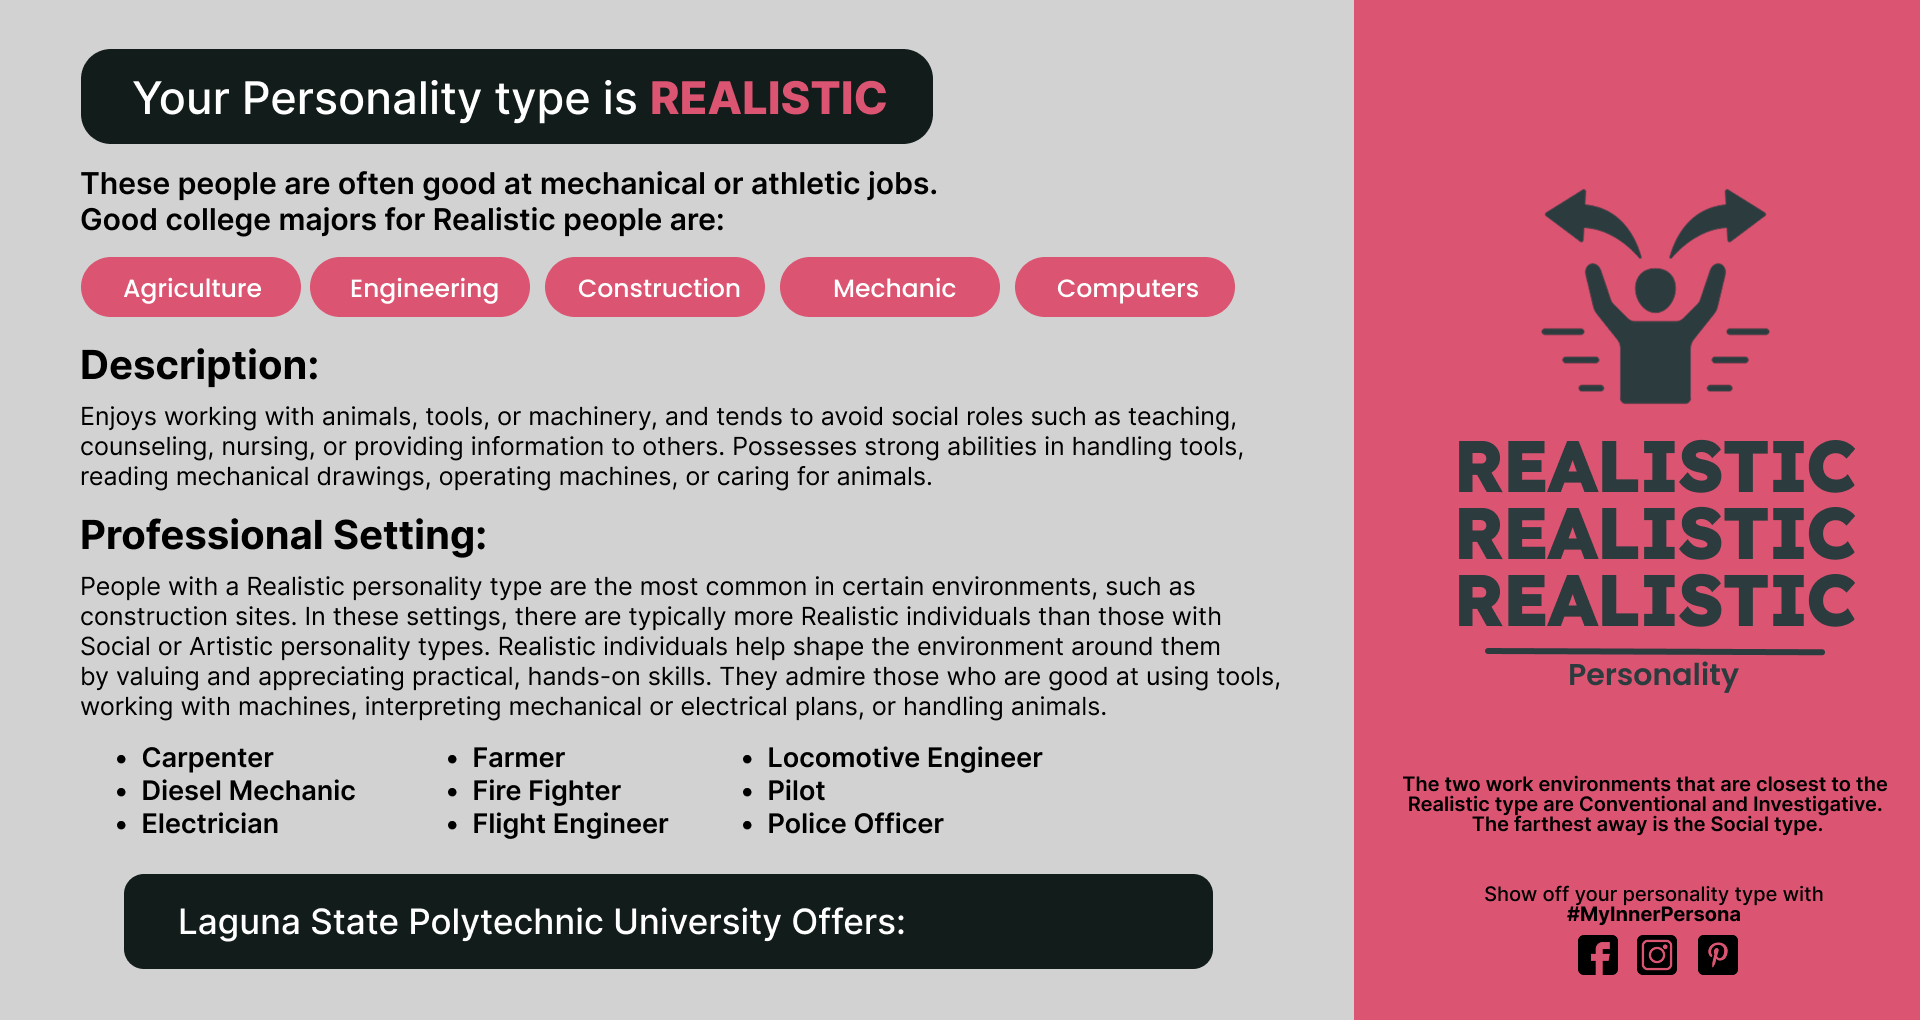 Your Personality type is REALISTIC
These people are often good at mechanical or athletic jobs.
Good college majors for Realistic people are:
Agriculture
Engineering
Construction
Mechanic
Computers
Description:
Enjoys working with animals, tools, or machinery, and tends to avoid social roles such as teaching,
counseling, nursing, or providing information to others. Possesses strong abilities in handling tools,
reading mechanical drawings, operating machines, or caring for animals.
Professional Setting:
People with a Realistic personality type are the most common in certain environments, such as
construction sites. In these settings, there are typically more Realistic individuals than those with
Social or Artistic personality types. Realistic individuals help shape the environment around them
by valuing and appreciating practical, hands-on skills. They admire those who are good at using tools,
working with machines, interpreting mechanical or electrical plans, or handling animals.
• Carpenter
• Diesel Mechanic
• Electrician
• Farmer
• Fire Fighter
• Flight Engineer
• Locomotive Engineer
• Pilot
• Police Officer
Laguna State Polytechnic University Offers:
REALISTIC
REALISTIC
REALISTIC
Personality
The two work environments that are closest to the
Realistic type are Conventional and Investigative.
The farthest away is the Social type.
Show off your personality type with
#MyInnerPersona